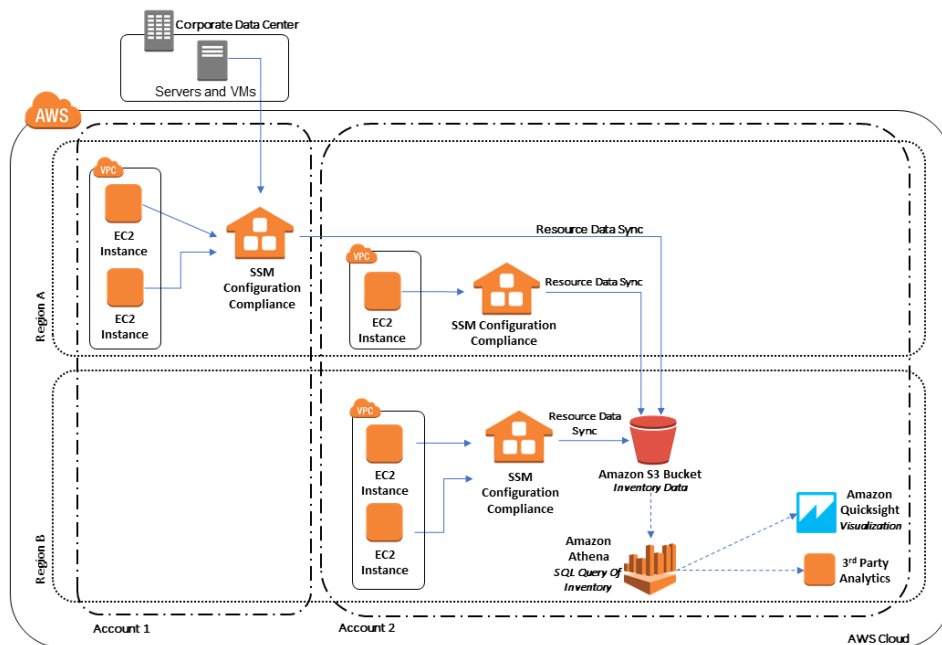 Corporate Data Center
Servers and VMs
AWS
VPC
EC2
Instance
EC2
Instance
SSM
Configuration
Compliance
Resource Data Sync
VPC
EC2
Instance
SSM Configuration
Compliance
Resource Data Sync
Region A
VPC
EC2
Instance
EC2
Instance
SSM
Configuration
Compliance
Resource Data
Sync
Amazon S3 Bucket
Inventory Data
Amazon
Athena
SQL Query Of
Inventory
Amazon
Quicksight
Visualization
3rd Party
Analytics
Region B
Account 1
Account 2
AWS Cloud